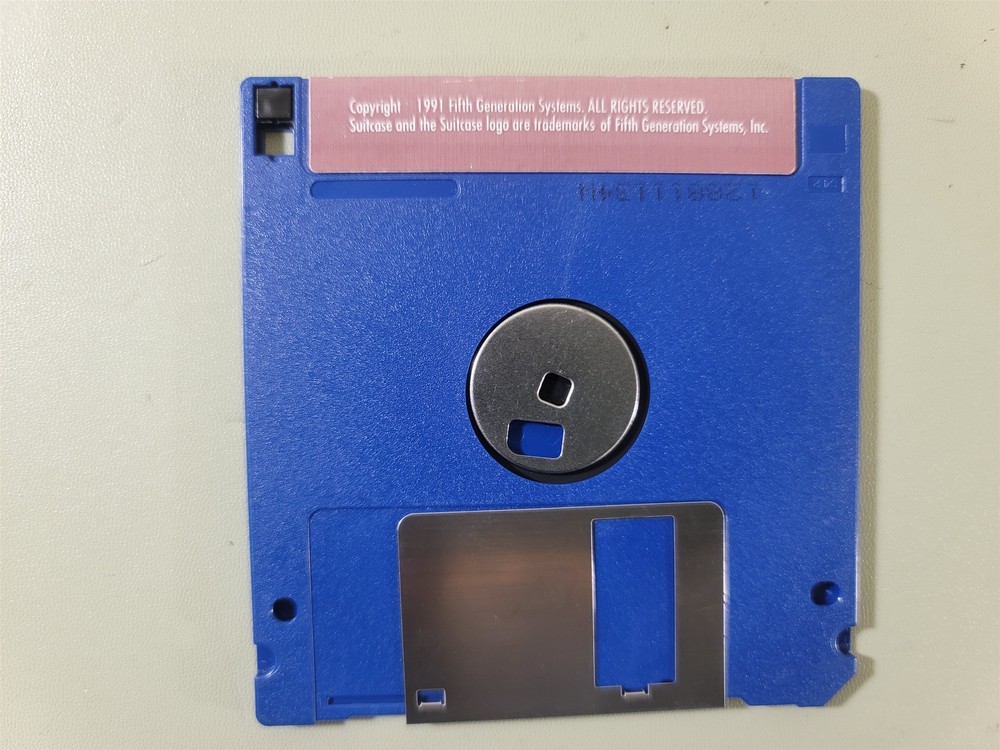 Copyright 1991 Fifth Generation Systems. ALL RIGHTS RESERVED.
Suitcase and the Suitcase logo are trademarks of Fifth Generation Systems, Inc.